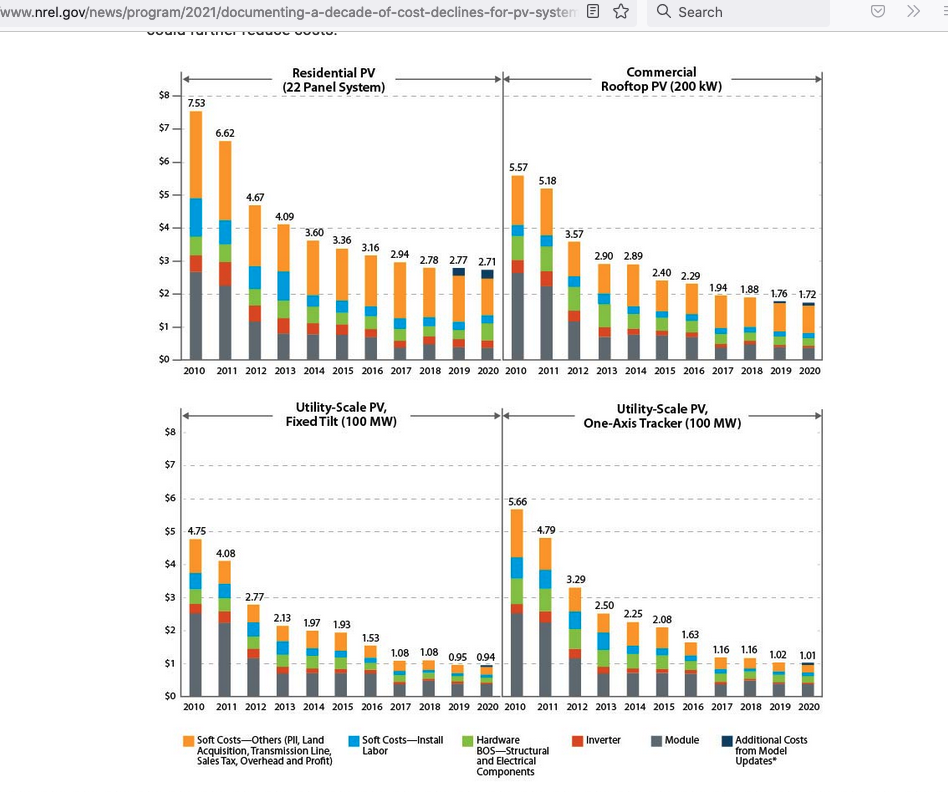 www.nrel.gov/news/program/2021/documenting-a-decade-of-cost-declines-for-pv-system
Search
could further reduce costs.
Residential PV
(22 Panel System)
Commercial
Rooftop PV (200 kW)
$8
$7
$6
$5
$4
$3
$2
$1
$0
7.53
6.62
4.67
4.09
3.60
3.36
3.16
2.94
2.78
2.77
2.71
5.57
5.18
3.57
2.90
2.89
2.40
2.29
1.94
1.88
1.76
1.72
2010 2011 2012 2013 2014 2015 2016 2017 2018 2019 2020
2010 2011 2012 2013 2014 2015 2016 2017 2018 2019 2020
Utility-Scale PV,
Fixed Tilt (100 MW)
Utility-Scale PV,
One-Axis Tracker (100 MW)
$8
$7
$6
$5
$4
$3
$2
$1
$0
4.75
4.08
2.77
2.13
1.97
1.93
1.53
1.08
1.08
0.95
0.94
5.66
4.79
3.29
2.50
2.25
2.08
1.63
1.16
1.16
1.02
1.01
2010 2011 2012 2013 2014 2015 2016 2017 2018 2019 2020
2010 2011 2012 2013 2014 2015 2016 2017 2018 2019 2020
Soft Costs—Others (PII, Land
Acquisition, Transmission Line,
Sales Tax, Overhead and Profit)
Soft Costs—Install
Labor
Hardware
BOS—Structural
and Electrical
Components
Inverter
Module
Additional Costs
from Model
Updates*